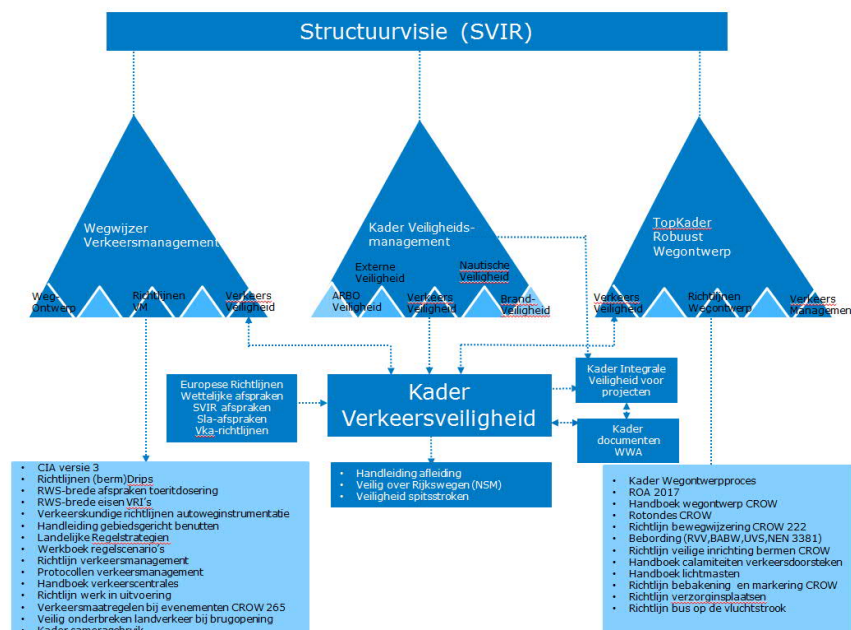 Structuurvisie (SVIR)
Wegwijzer
Verkeersmanagement
Weg-
Ontwerp
Richtlijnen
VM
Verkeers
Veiligheid
Kader Veiligheids-
management
Externe
Veiligheid
Nautische
Veiligheid
ARBO
Veiligheid
Verkeers
Veiligheid
Brand-
Veiligheid
TopKader
Robuust
Wegontwerp
Verkeers
Veiligheid
Richtlijnen
Wegontwerp
Verkeers
Management
Europese Richtlijnen
Wettelijke afspraken
SVIR afspraken
Sla-afspraken
Vka-richtlijnen
Kader
Verkeersveiligheid
Kader Integrale
Veiligheid voor
projecten
Kader
documenten
WWA
• Handleiding afleiding
• Veilig over Rijkswegen (NSM)
• Veiligheid spitsstroken
• CIA versie 3
• Richtlijnen (berm)Drips
• RWS-brede afspraken toeritdosering
• RWS-brede eisen VRI's
• Verkeerskundige richtlijnen autoweginstrumentatie
• Handleiding gebiedsgericht benutten
• Landelijke Regelstrategien
• Werkboek regelscenario's
• Richtlijn verkeersmanagement
• Protocollen verkeersmanagement
• Handboek verkeerscentrales
• Richtlijn werk in uitvoering
• Verkeersmaatregelen bij evenementen CROW 265
• Veilig onderbreken landverkeer bij brugopening
• Kader cameragebruik
• Kader Wegontwerpproces
• ROA 2017
• Handboek wegontwerp CROW
• Rotondes CROW
• Richtlijn bewegwijzering CROW 222
• Bebording (RVV,BABW,UVS,NEN 3381)
• Richtlijn veilige inrichting bermen CROW
• Handboek calamiteiten verkeersdoorsteken
• Handboek lichtmasten
• Richtlijn bebakening en markering CROW
• Richtlijn verzorginsplaatsen
• Richtlijn bus op de vluchtstrook